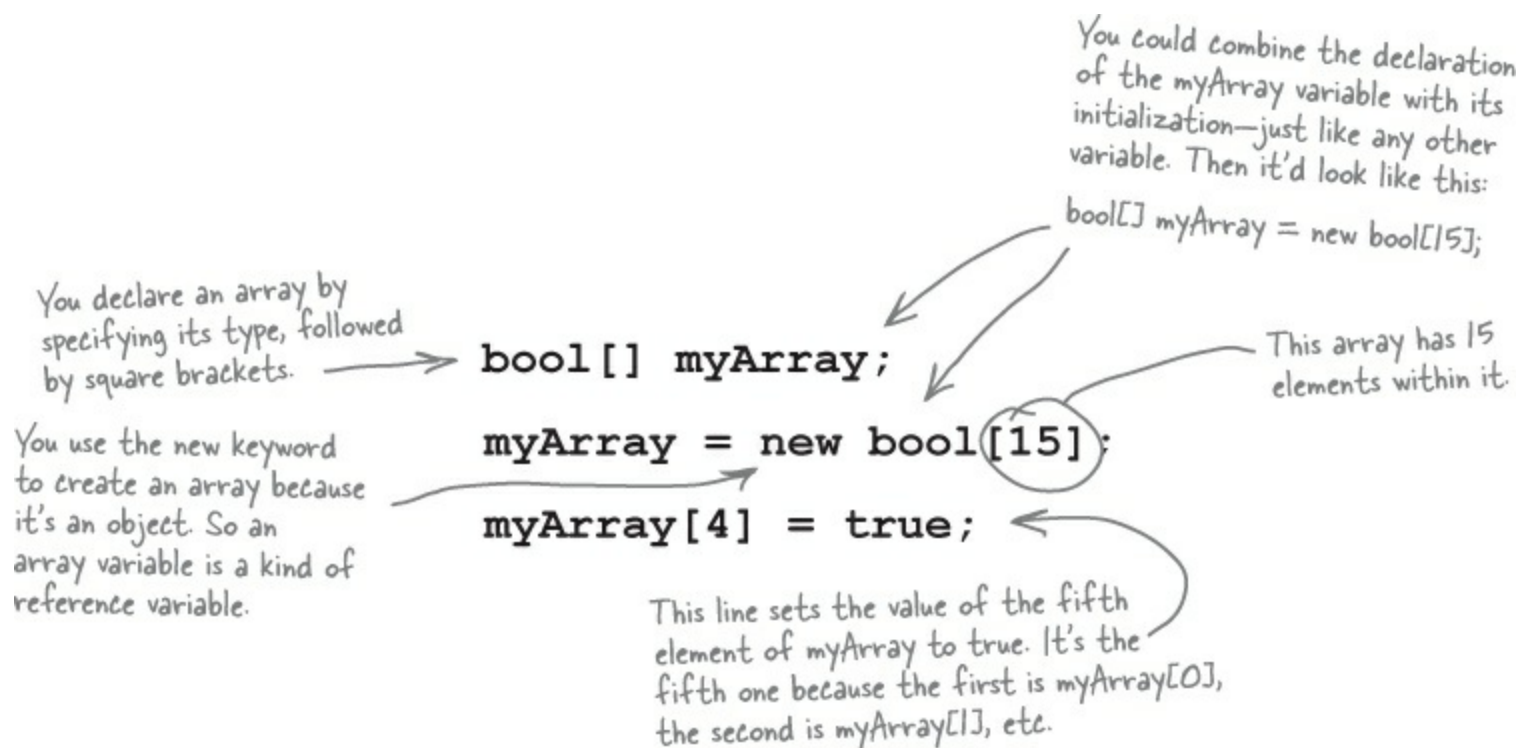 You could combine the declaration
of the myArray variable with its
initialization—just like any other
variable. Then it'd look like this:
bool[] myArray = new bool[15];
You declare an array by
specifying its type, followed
by square brackets.
bool[] myArray;
This array has 15
elements within it.
You use the new keyword
to create an array because
it's an object. So an
array variable is a kind of
reference variable.
myArray = new bool[15];
myArray[4] = true;
This line sets the value of the fifth
element of myArray to true. It's the
fifth one because the first is myArray[0],
the second is myArray[1], etc.